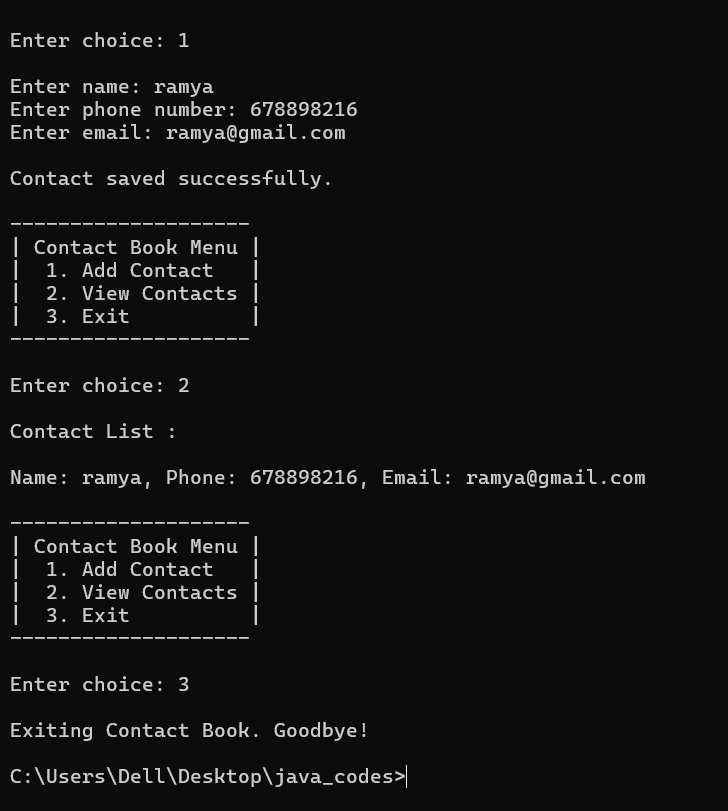 Enter choice: 1
Enter name: ramya
Enter phone number: 678898216
Enter email: ramya@gmail.com
Contact saved successfully.
--------------------
| Contact Book Menu |
|  1. Add Contact   |
|  2. View Contacts |
|  3. Exit          |
--------------------
Enter choice: 2
Contact List :
Name: ramya, Phone: 678898216, Email: ramya@gmail.com
--------------------
| Contact Book Menu |
|  1. Add Contact   |
|  2. View Contacts |
|  3. Exit          |
--------------------
Enter choice: 3
Exiting Contact Book. Goodbye!
C:\Users\Dell\Desktop\java_codes>